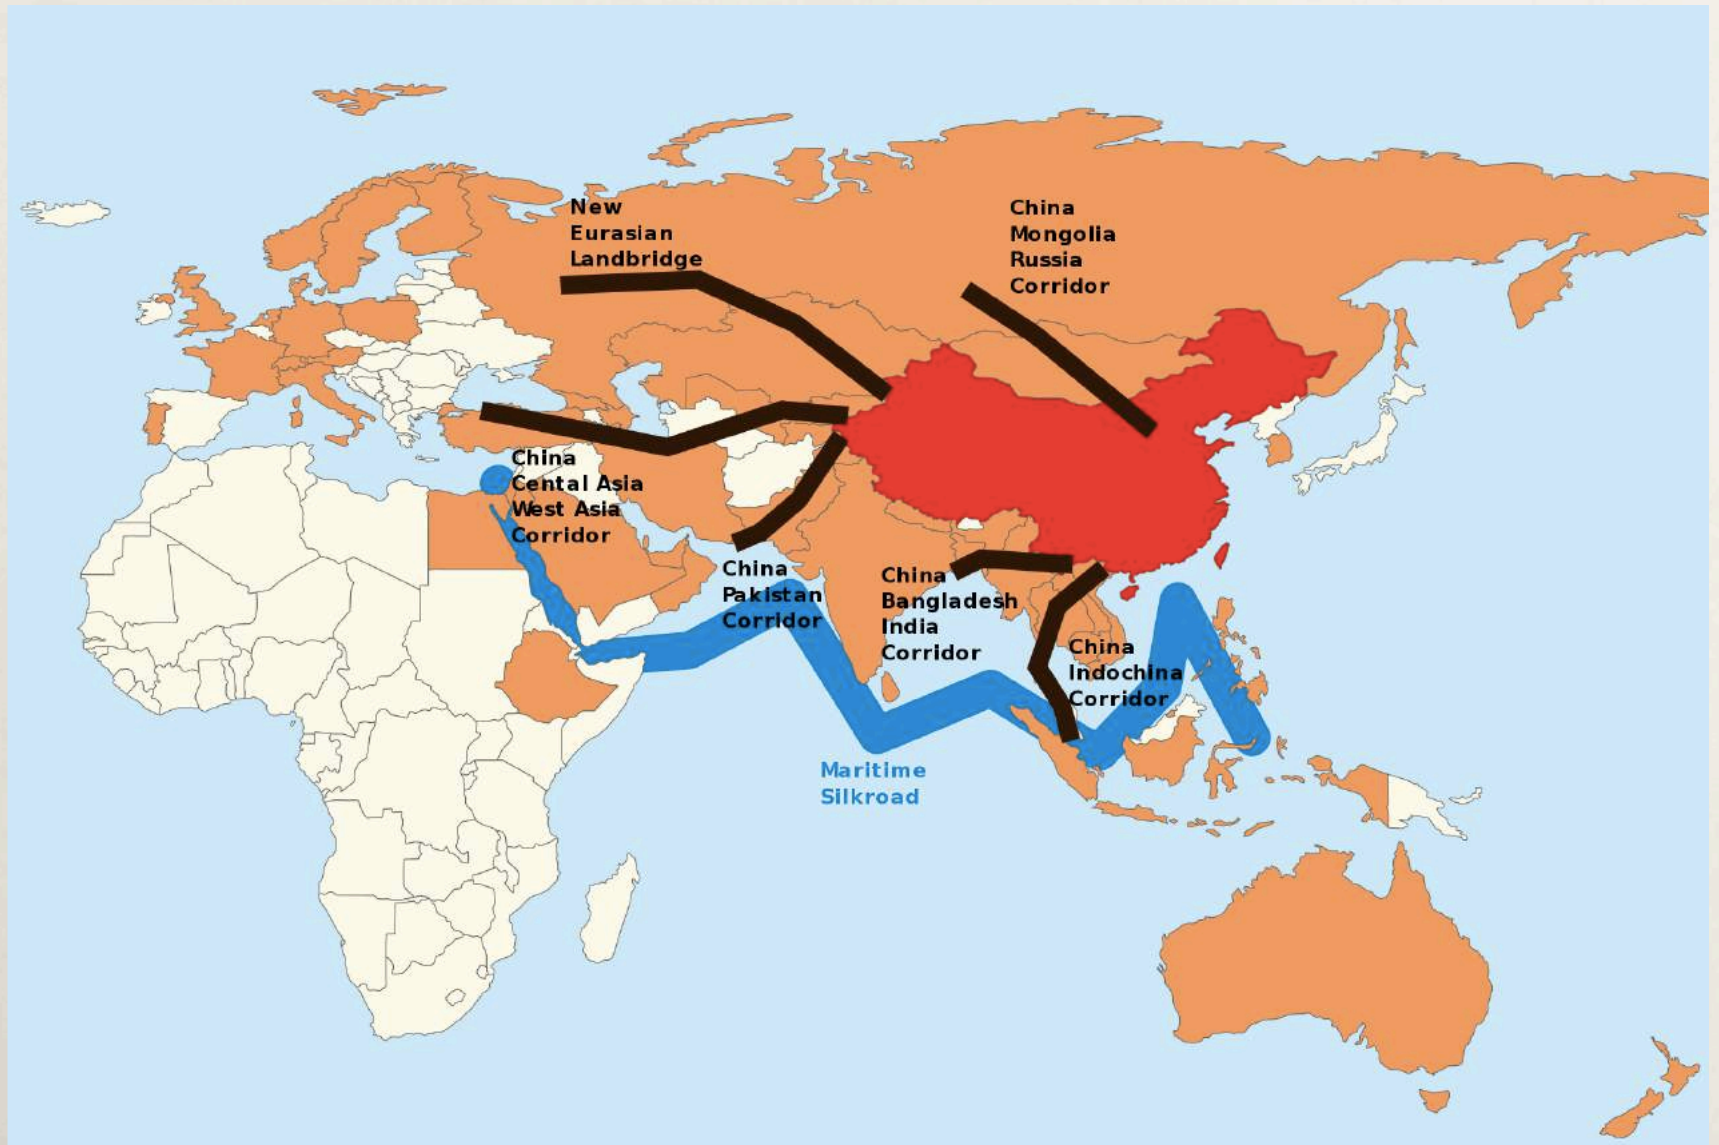 New
Eurasian
Landbridge
China
Mongolia
Russia
Corridor
China
Cental Asia
West Asia
Corridor
China
Pakistan
Corridor
China
Bangladesh
India
Corridor
China
Indochina
Corridor
Maritime
Silkroad